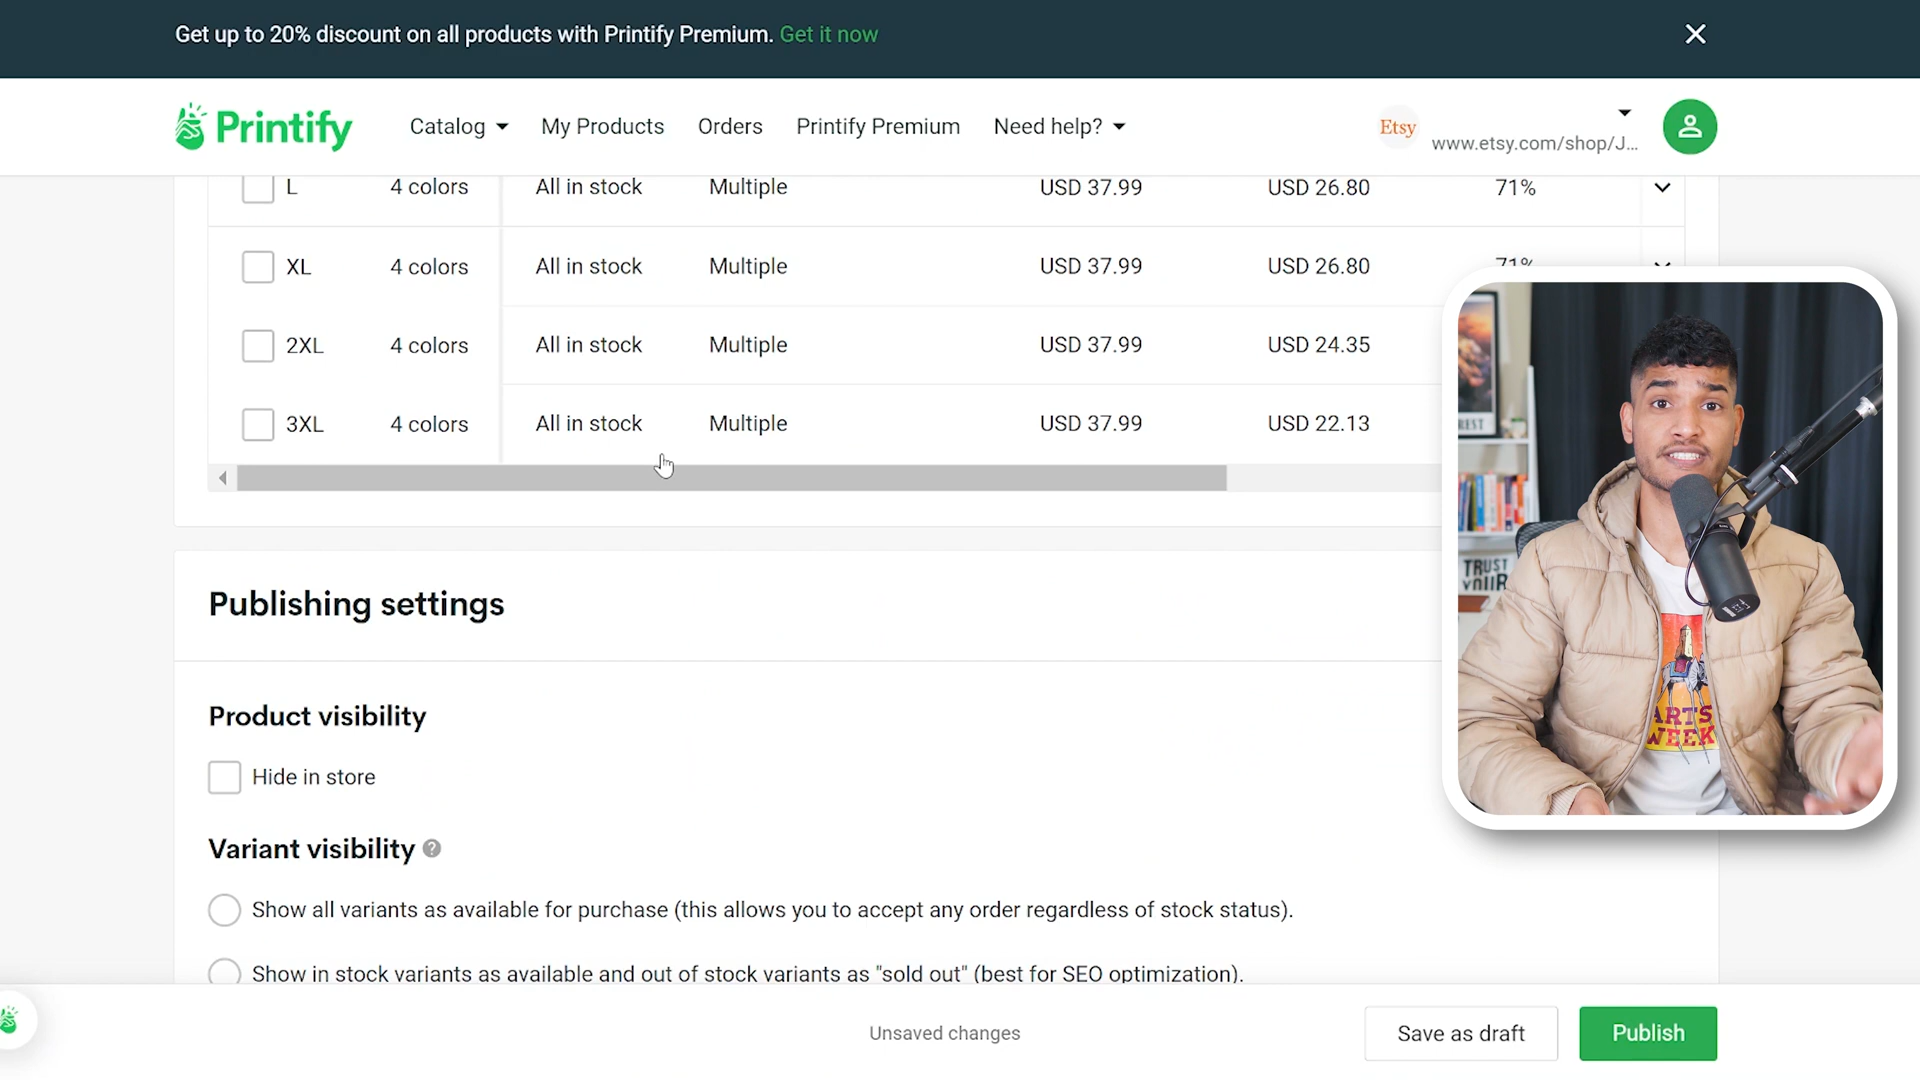 Get up to 20% discount on all products with Printify Premium. Get it now
Printify
Catalog
My Products
Orders
Printify Premium
Need help?
Etsy
www.etsy.com/shop/J...
L 4 colors All in stock Multiple USD 37.99 USD 26.80 71%
XL 4 colors All in stock Multiple USD 37.99 USD 26.80 71%
2XL 4 colors All in stock Multiple USD 37.99 USD 24.35
3XL 4 colors All in stock Multiple USD 37.99 USD 22.13
TRUST
YOUR
ARTS
WEEK
Publishing settings
Product visibility
Hide in store
Variant visibility ?
Show all variants as available for purchase (this allows you to accept any order regardless of stock status).
Show in stock variants as available and out of stock variants as "sold out" (best for SEO optimization).
Unsaved changes
Save as draft
Publish